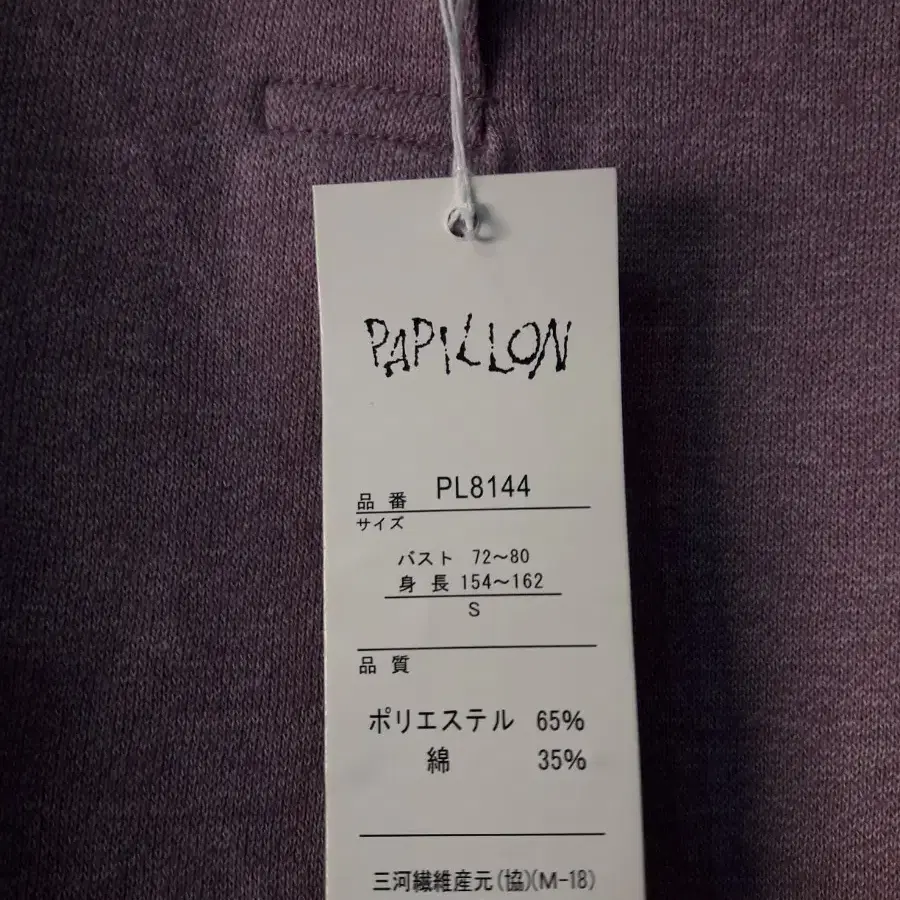 PAPILLON
品番 PL8144
サイズ
バスト 72～80
身長 154～162
S
品質
ポリエステル 65%
綿 35%
三河繊維産元(協)(M-18)